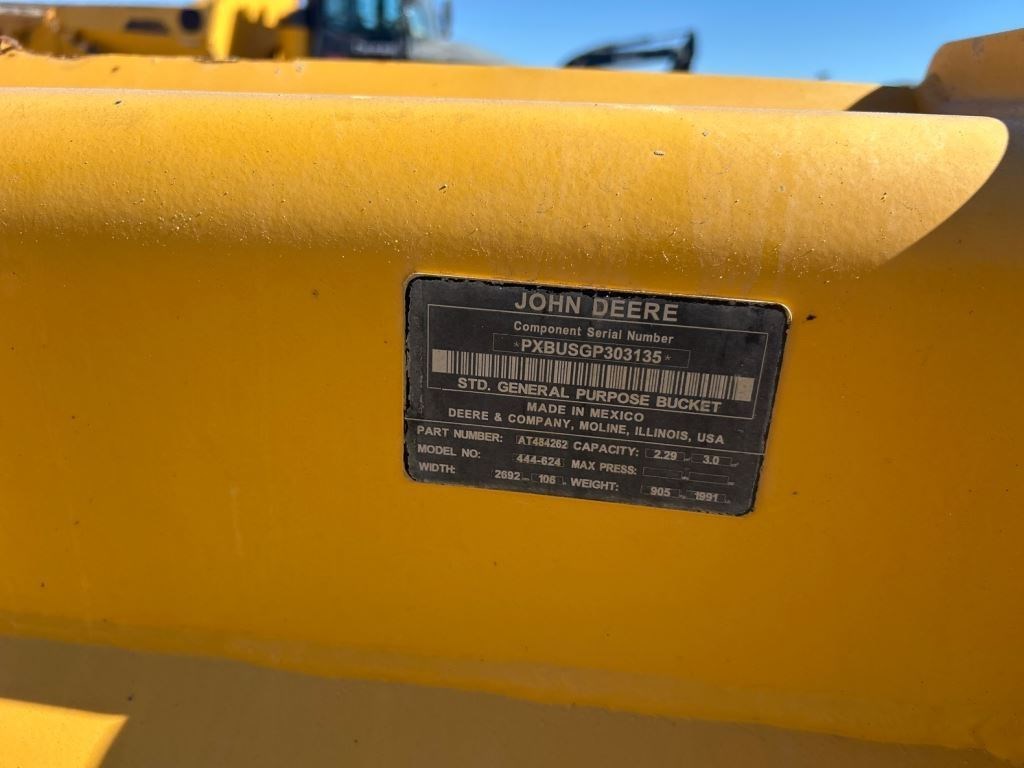 JOHN DEERE
Component Serial Number
*PXBUSGP303135*
STD. GENERAL PURPOSE BUCKET
MADE IN MEXICO
DEERE & COMPANY, MOLINE, ILLINOIS, USA
PART NUMBER: AT484262 CAPACITY: 2.29 3.0
MODEL NO: 444-624 MAX PRESS:
WIDTH: 2692 106 WEIGHT: 905 1991